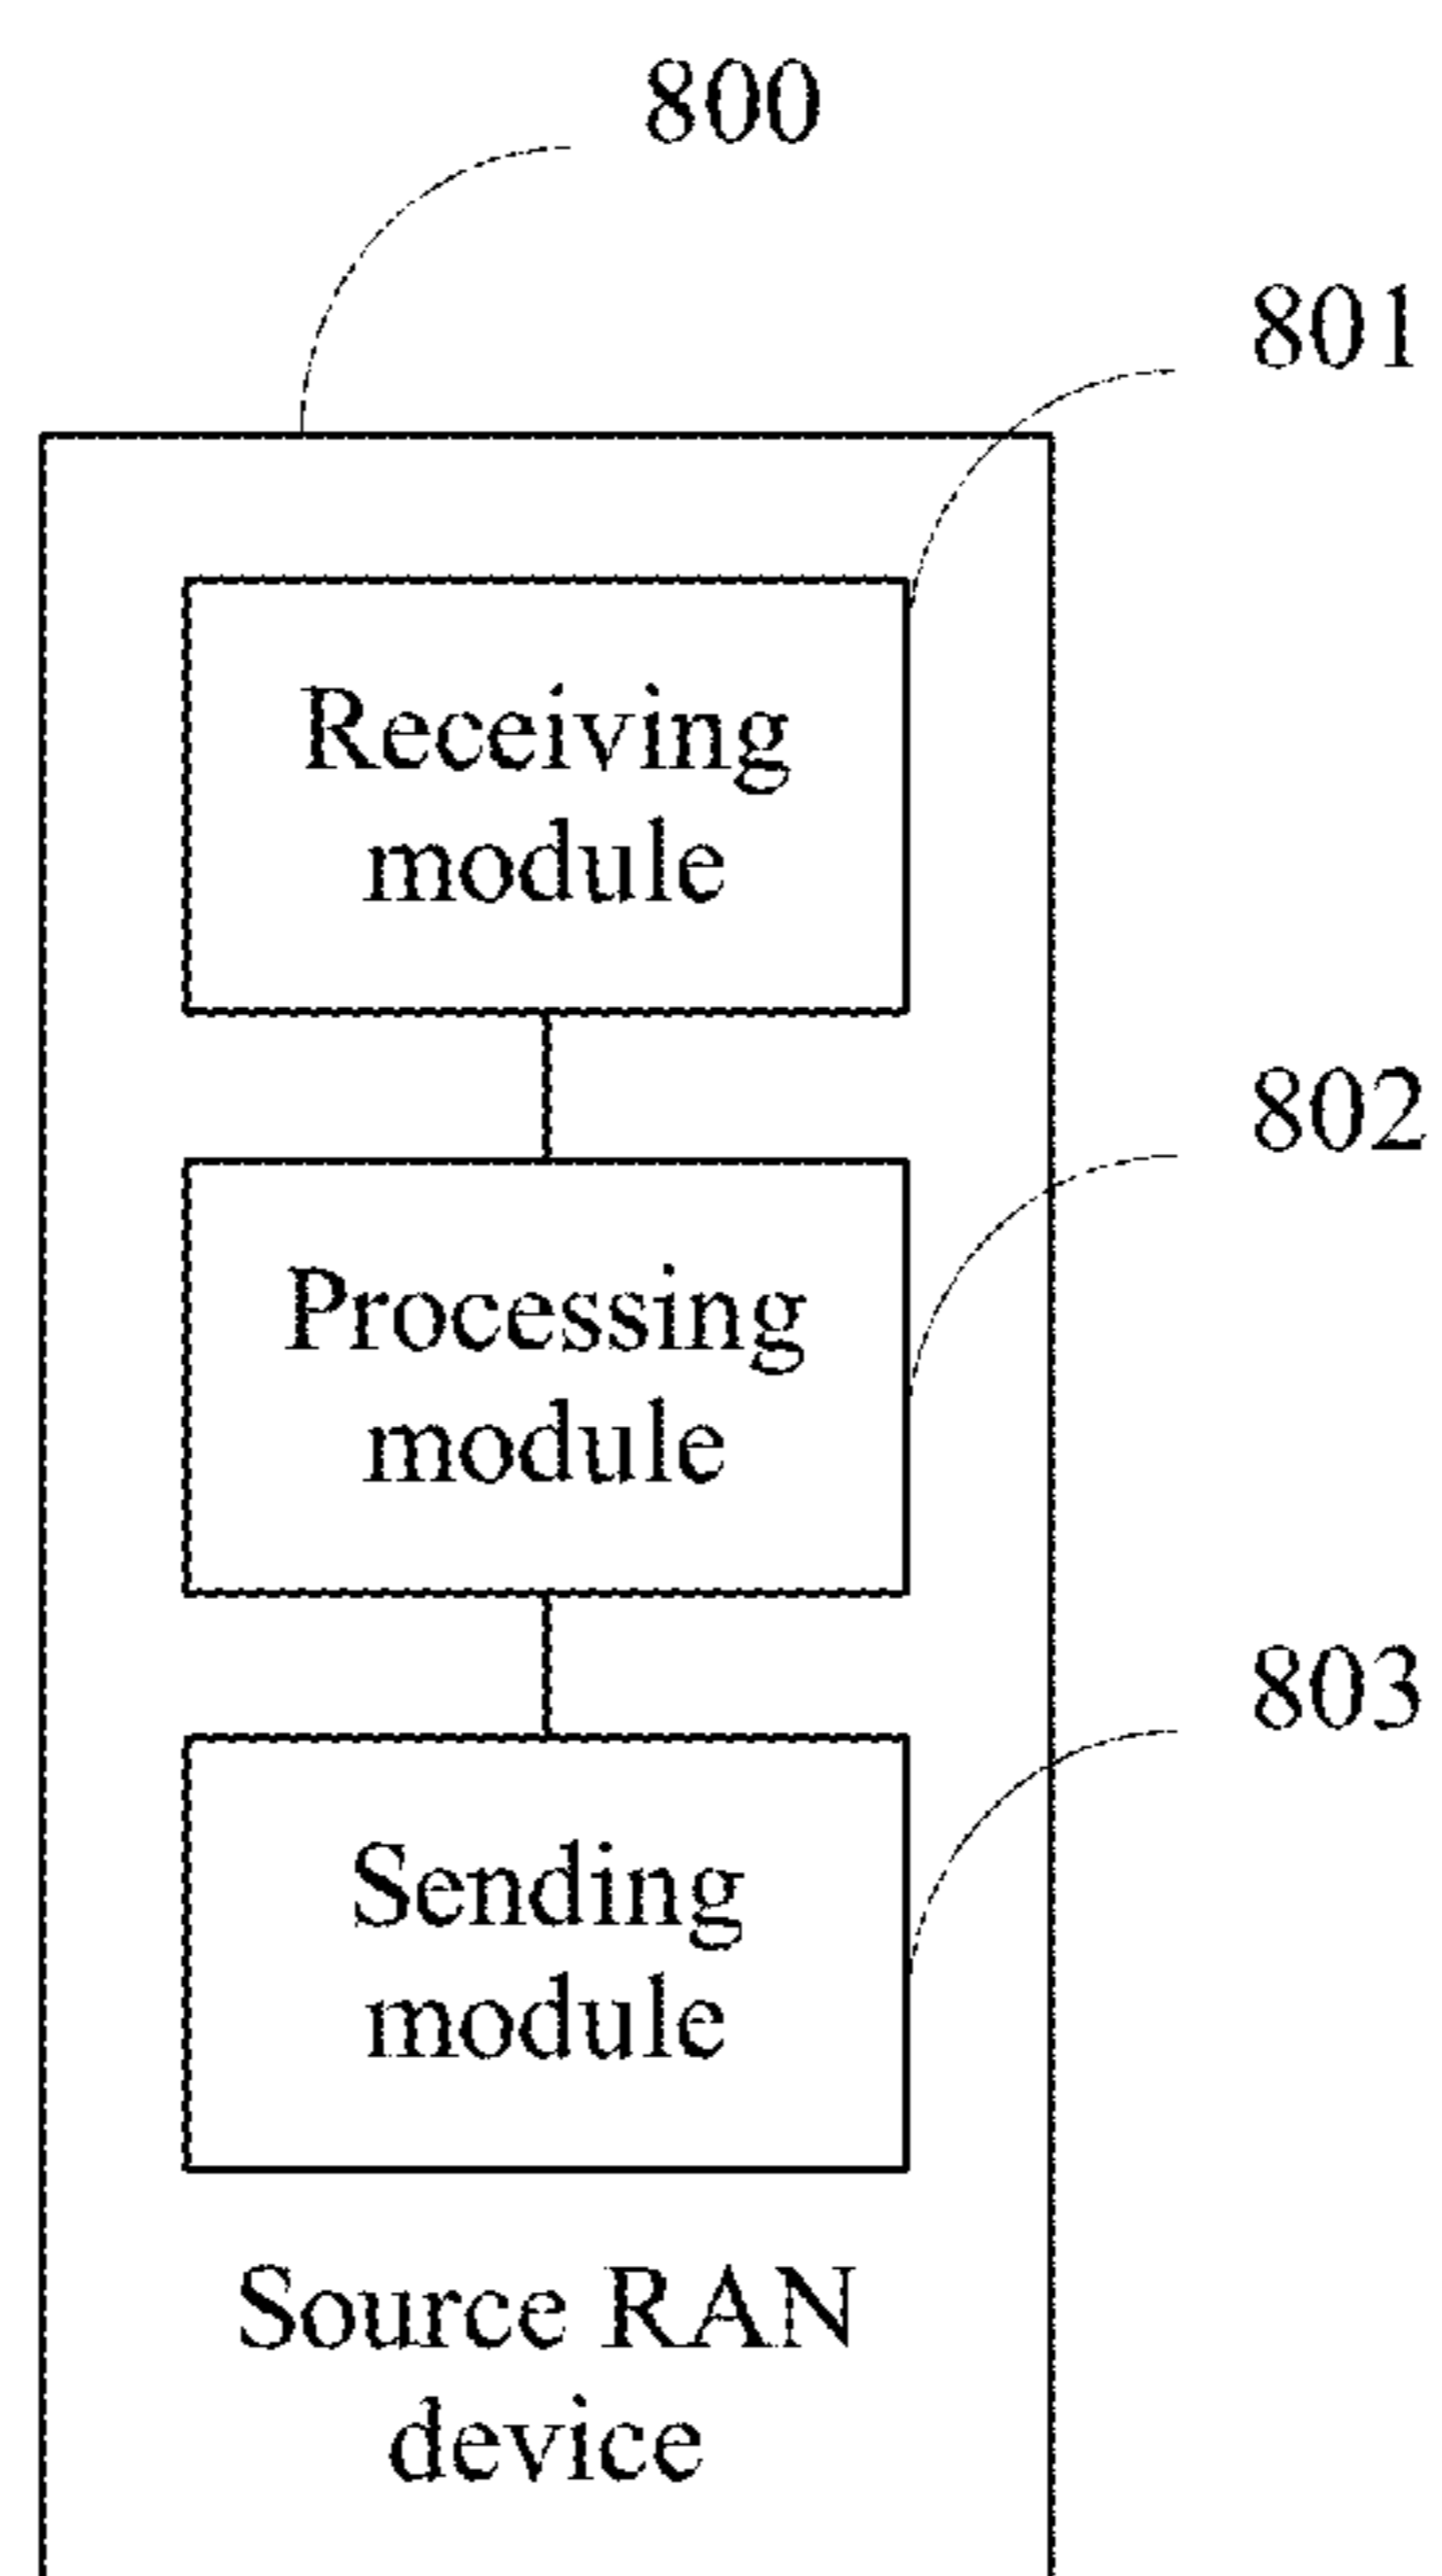 800
801
Receiving
module
802
Processing
module
803
Sending
module
Source RAN
device